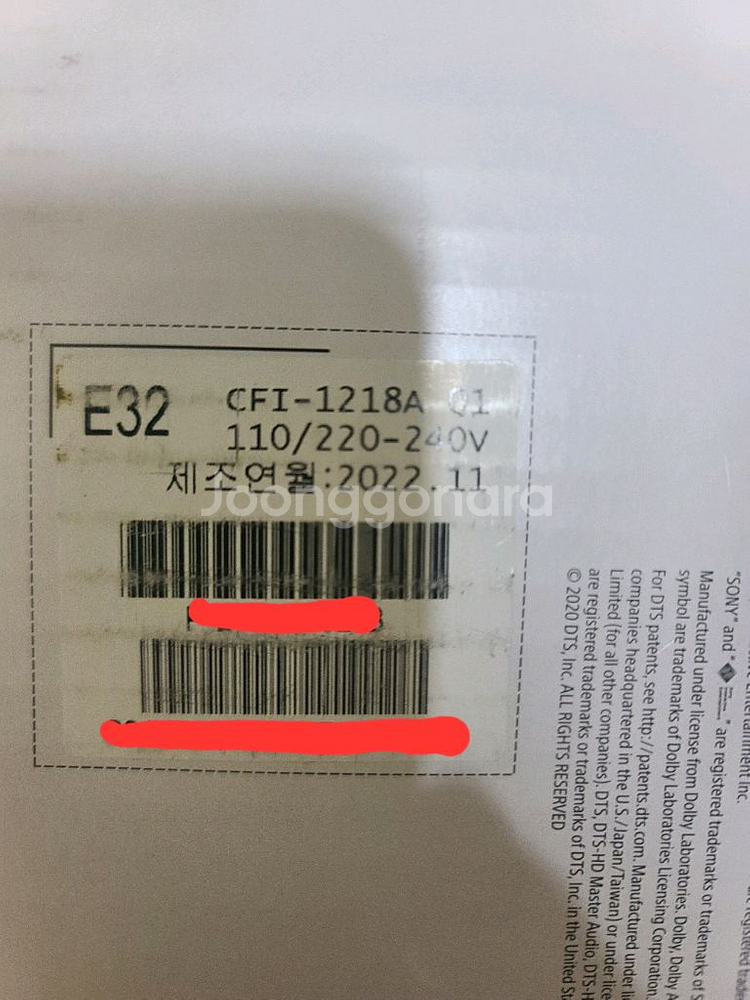 E32
CFI-1218A 01
110/220-240V
제조연월:2022.11
Joonggonara
Entertainment Inc.
"SONY" and " " are registered trademarks or trademarks of
Manufactured under license from Dolby Laboratories. Dolby, Dolby
symbol are trademarks of Dolby Laboratories Licensing Corporation
For DTS patents, see http://patents.dts.com. Manufactured under
companies headquartered in the U.S./Japan/Taiwan) or under
Limited (for all other companies). DTS, DTS-HD Master Audio,
are registered trademarks or trademarks of DTS, Inc. in the United
© 2020 DTS, Inc. ALL RIGHTS RESERVED